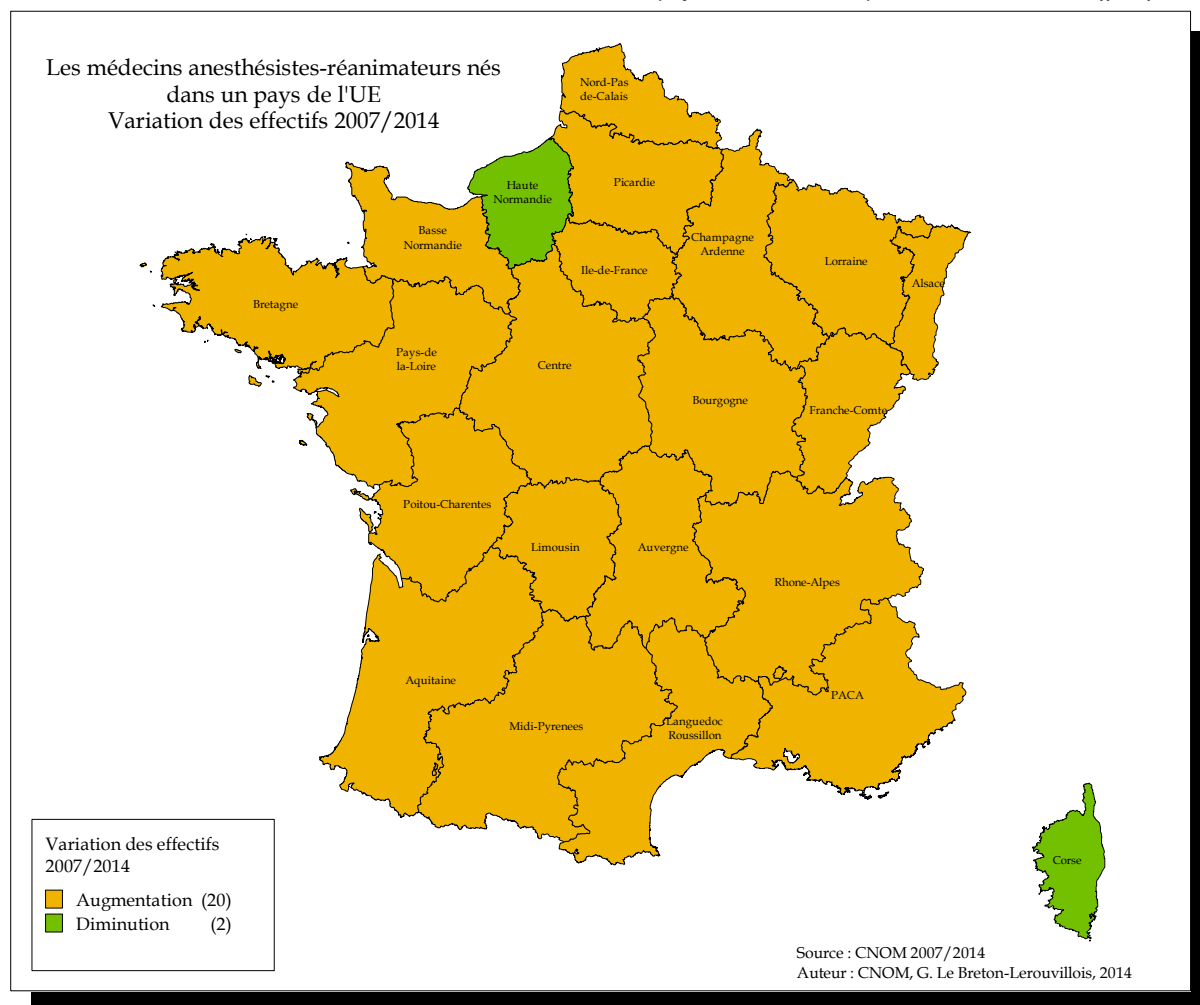 Les médecins anesthésistes-réanimateurs nés
dans un pays de l'UE
Variation des effectifs 2007/2014
Nord-Pas
de-Calais
Haute
Normandie
Picardie
Basse
Normandie
Champagne
Ardenne
Ile-de-France
Lorraine
Alsace
Bretagne
Pays-de
la-Loire
Centre
Bourgogne
Franche-Comte
Poitou-Charentes
Limousin
Auvergne
Rhone-Alpes
Aquitaine
Midi-Pyrenees
Languedoc
Roussillon
PACA
Corse
Variation des effectifs
2007/2014
Augmentation (20)
Diminution (2)
Source : CNOM 2007/2014
Auteur : CNOM, G. Le Breton-Lerouvillois, 2014